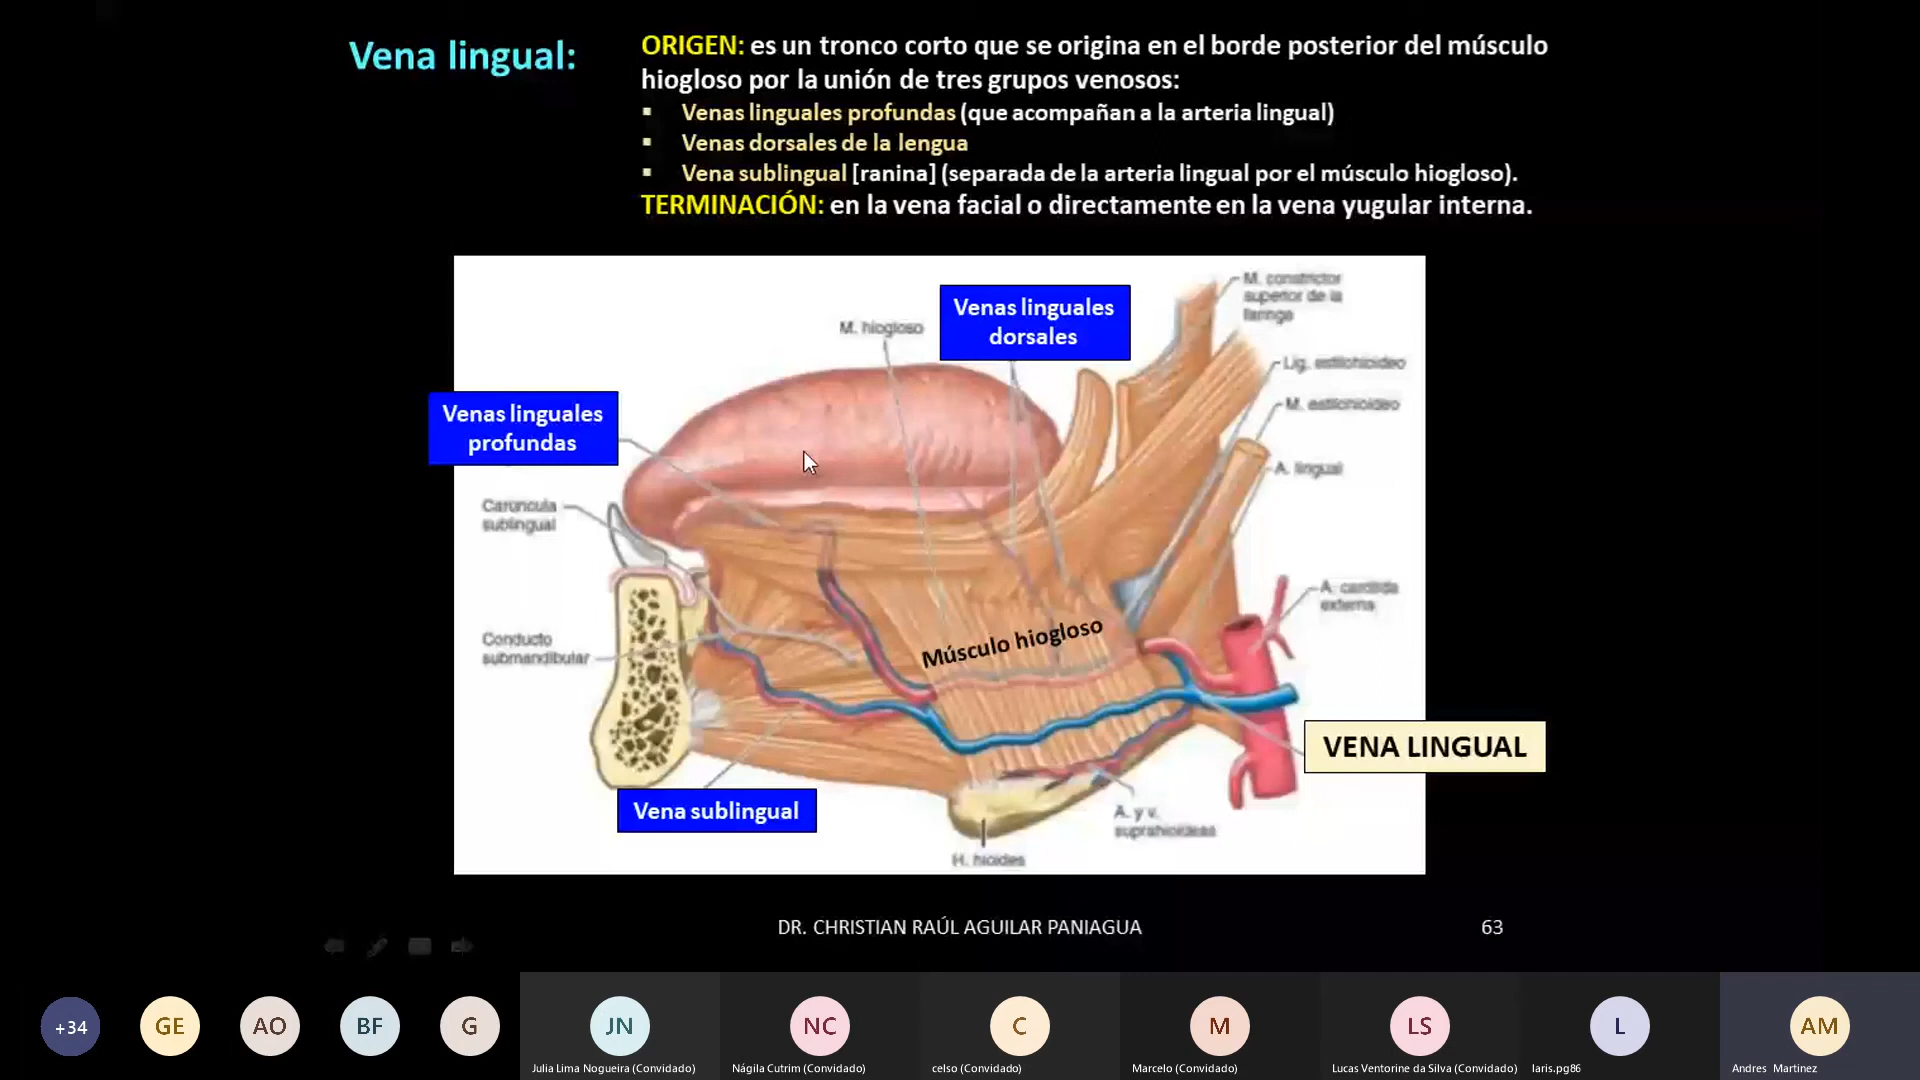 Vena lingual:
ORIGEN: es un tronco corto que se origina en el borde posterior del músculo
hiogloso por la unión de tres grupos venosos:
▪ Venas linguales profundas (que acompañan a la arteria lingual)
▪ Venas dorsales de la lengua
▪ Vena sublingual [ranina] (separada de la arteria lingual por el músculo hiogloso).
TERMINACIÓN: en la vena facial o directamente en la vena yugular interna.
M. constrictor
superior de la
faringe
Venas linguales
dorsales
M. hiogloso
Lig. estilohioideo
M. estilohioideo
Venas linguales
profundas
A. lingual
Carúncula
sublingual
A. carótida
externa
Músculo hiogloso
Conducto
submandibular
VENA LINGUAL
Vena sublingual
A. y v.
suprahioideas
H. hioides
DR. CHRISTIAN RAÚL AGUILAR PANIAGUA
63
+34
GE
AO
BF
G
JN
NC
C
M
LS
L
AM
Julia Lima Nogueira (Convidado)
Nágila Cutrim (Convidado)
celso (Convidado)
Marcelo (Convidado)
Lucas Ventorine da Silva (Convidado)
laris.pg86
Andres Martinez